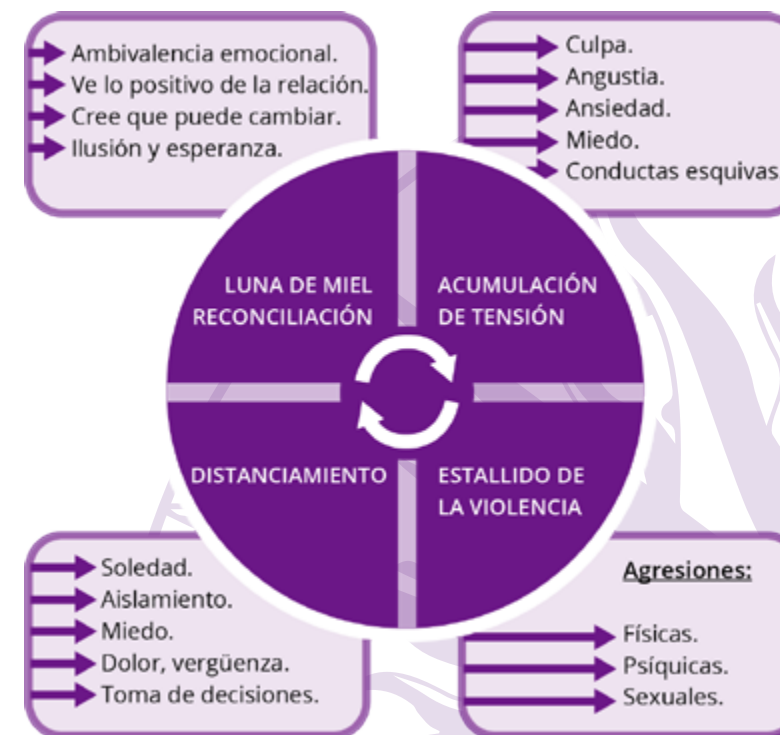 Ambivalencia emocional.
Ve lo positivo de la relación.
Cree que puede cambiar.
Ilusión y esperanza.
Culpa.
Angustia.
Ansiedad.
Miedo.
Conductas esquivas
LUNA DE MIEL
RECONCILIACIÓN
ACUMULACIÓN
DE TENSIÓN
DISTANCIAMIENTO
ESTALLIDO DE
LA VIOLENCIA
Soledad.
Aislamiento.
Miedo.
Dolor, vergüenza.
Toma de decisiones.
Agresiones:
Físicas.
Psíquicas.
Sexuales.